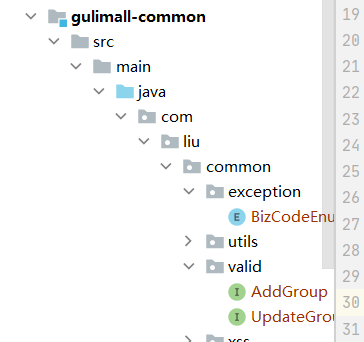 gulimall-common
src
main
java
com
liu
common
exception
E BizCodeEnu
utils
valid
I AddGroup
I UpdateGrou
xss
19
20
21
22
23
24
25
26
27
28
29
30
31